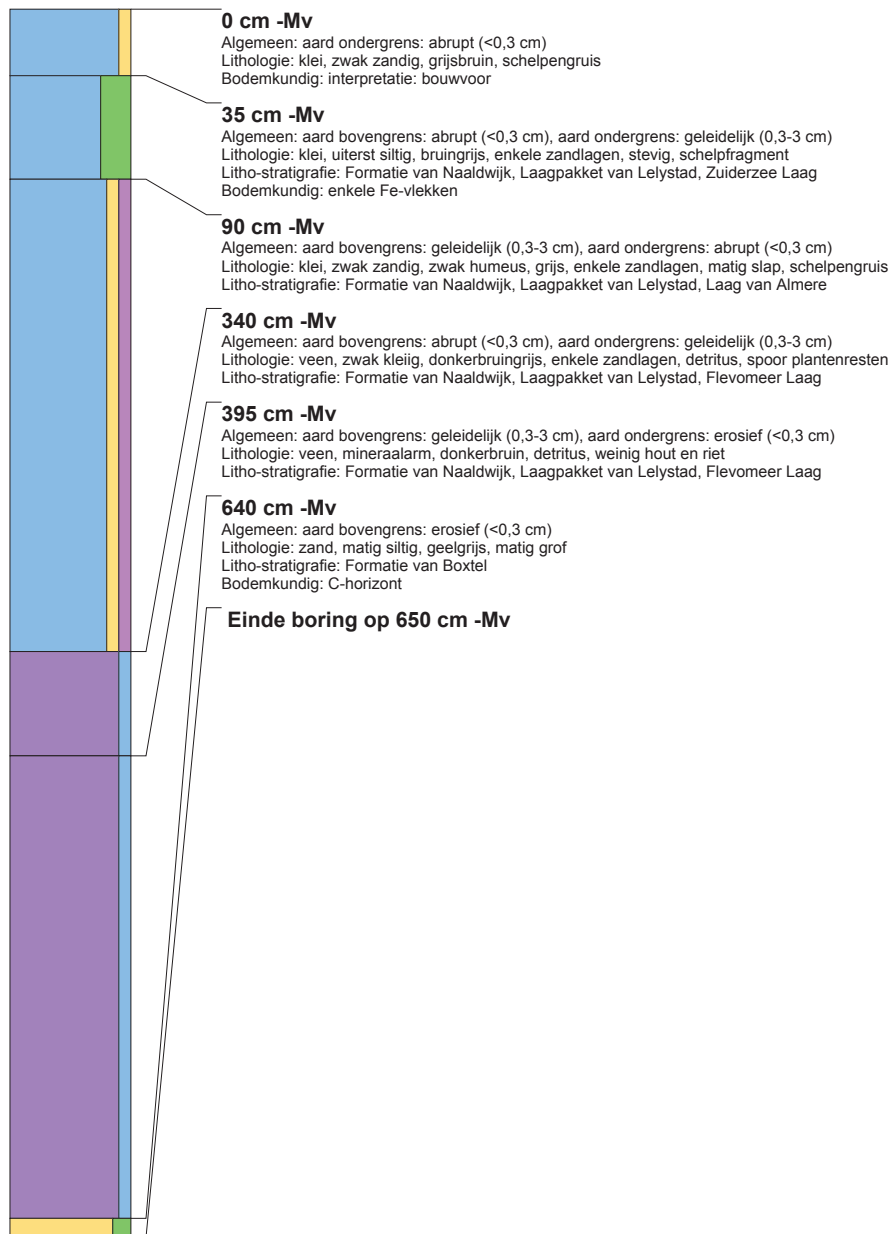 0 cm -Mv
Algemeen: aard ondergrens: abrupt (<0,3 cm)
Lithologie: klei, zwak zandig, grijsbruin, schelpengruis
Bodemkundig: interpretatie: bouwvoor
35 cm -Mv
Algemeen: aard bovengrens: abrupt (<0,3 cm), aard ondergrens: geleidelijk (0,3-3 cm)
Lithologie: klei, uiterst siltig, bruingrijs, enkele zandlagen, stevig, schelpfragment
Litho-stratigrafie: Formatie van Naaldwijk, Laagpakket van Lelystad, Zuiderzee Laag
Bodemkundig: enkele Fe-vlekken
90 cm -Mv
Algemeen: aard bovengrens: geleidelijk (0,3-3 cm), aard ondergrens: abrupt (<0,3 cm)
Lithologie: klei, zwak zandig, zwak humeus, grijs, enkele zandlagen, matig slap, schelpengruis
Litho-stratigrafie: Formatie van Naaldwijk, Laagpakket van Lelystad, Laag van Almere
340 cm -Mv
Algemeen: aard bovengrens: abrupt (<0,3 cm), aard ondergrens: geleidelijk (0,3-3 cm)
Lithologie: veen, zwak kleiig, donkerbruingrijs, enkele zandlagen, detritus, spoor plantenresten
Litho-stratigrafie: Formatie van Naaldwijk, Laagpakket van Lelystad, Flevomeer Laag
395 cm -Mv
Algemeen: aard bovengrens: geleidelijk (0,3-3 cm), aard ondergrens: erosief (<0,3 cm)
Lithologie: veen, mineraalarm, donkerbruin, detritus, weinig hout en riet
Litho-stratigrafie: Formatie van Naaldwijk, Laagpakket van Lelystad, Flevomeer Laag
640 cm -Mv
Algemeen: aard bovengrens: erosief (<0,3 cm)
Lithologie: zand, matig siltig, geelgrijs, matig grof
Litho-stratigrafie: Formatie van Boxtel
Bodemkundig: C-horizont
Einde boring op 650 cm -Mv